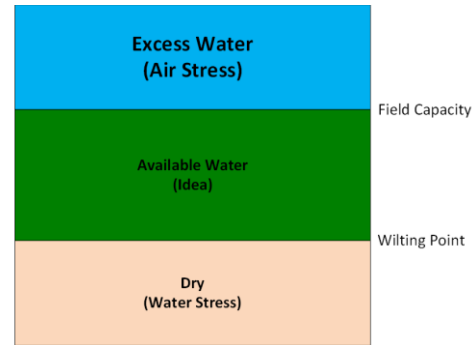 Excess Water
(Air Stress)
Field Capacity
Available Water
(Idea)
Wilting Point
Dry
(Water Stress)